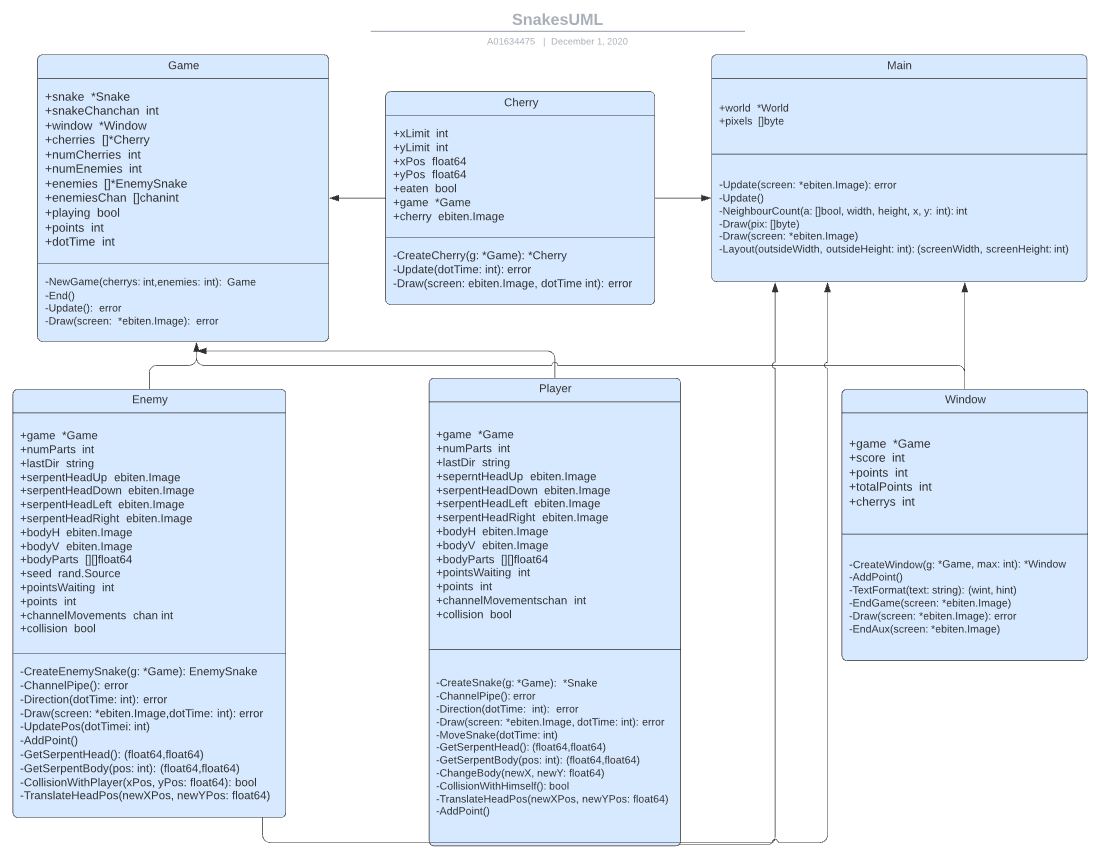 SnakesUML
A01634475 | December 1, 2020
Game
+snake *Snake
+snakeChanchan int
+window *Window
+cherries []*Cherry
+numCherries int
+numEnemies int
+enemies []*EnemySnake
+enemiesChan []chanint
+playing bool
+points int
+dotTime int
-NewGame(cherrys: int,enemies: int): Game
-End()
-Update(): error
-Draw(screen: *ebiten.Image): error
Cherry
+xLimit int
+yLimit int
+xPos float64
+yPos float64
+eaten bool
+game *Game
+cherry ebiten.Image
-CreateCherry(g: *Game): *Cherry
-Update(dotTime: int): error
-Draw(screen: ebiten.Image, dotTime int): error
Main
+world *World
+pixels []byte
-Update(screen: *ebiten.Image): error
-Update()
-NeighbourCount(a: []bool, width, height, x, y: int): int
-Draw(pix: []byte)
-Draw(screen: *ebiten.Image)
-Layout(outsideWidth, outsideHeight: int): (screenWidth, screenHeight: int)
Enemy
+game *Game
+numParts int
+lastDir string
+serpentHeadUp ebiten.Image
+serpentHeadDown ebiten.Image
+serpentHeadLeft ebiten.Image
+serpentHeadRight ebiten.Image
+bodyH ebiten.Image
+bodyV ebiten.Image
+bodyParts [][]float64
+seed rand.Source
+pointsWaiting int
+points int
+channelMovements chan int
+collision bool
-CreateEnemySnake(g: *Game): EnemySnake
-ChannelPipe(): error
-Direction(dotTime: int): error
-Draw(screen: *ebiten.Image,dotTime: int): error
-UpdatePos(dotTimei: int)
-AddPoint()
-GetSerpentHead(): (float64,float64)
-GetSerpentBody(pos: int): (float64,float64)
-CollisionWithPlayer(xPos, yPos: float64): bool
-TranslateHeadPos(newXPos, newYPos: float64)
Player
+game *Game
+numParts int
+lastDir string
+seperntHeadUp ebiten.Image
+serpentHeadDown ebiten.Image
+serpentHeadLeft ebiten.Image
+serpentHeadRight ebiten.Image
+bodyH ebiten.Image
+bodyV ebiten.Image
+bodyParts [][]float64
+pointsWaiting int
+points int
+channelMovementschan int
+collision bool
-CreateSnake(g: *Game): *Snake
-ChannelPipe(): error
-Direction(dotTime: int): error
-Draw(screen: *ebiten.Image, dotTime: int): error
-MoveSnake(dotTime: int)
-GetSerpentHead(): (float64,float64)
-GetSerpentBody(pos: int): (float64,float64)
-ChangeBody(newX, newY: float64)
-CollisionWithHimself(): bool
-TranslateHeadPos(newXPos, newYPos: float64)
-AddPoint()
Window
+game *Game
+score int
+points int
+totalPoints int
+cherrys int
-CreateWindow(g: *Game, max: int): *Window
-AddPoint()
-TextFormat(text: string): (wint, hint)
-EndGame(screen: *ebiten.Image)
-Draw(screen: *ebiten.Image): error
-EndAux(screen: *ebiten.Image)